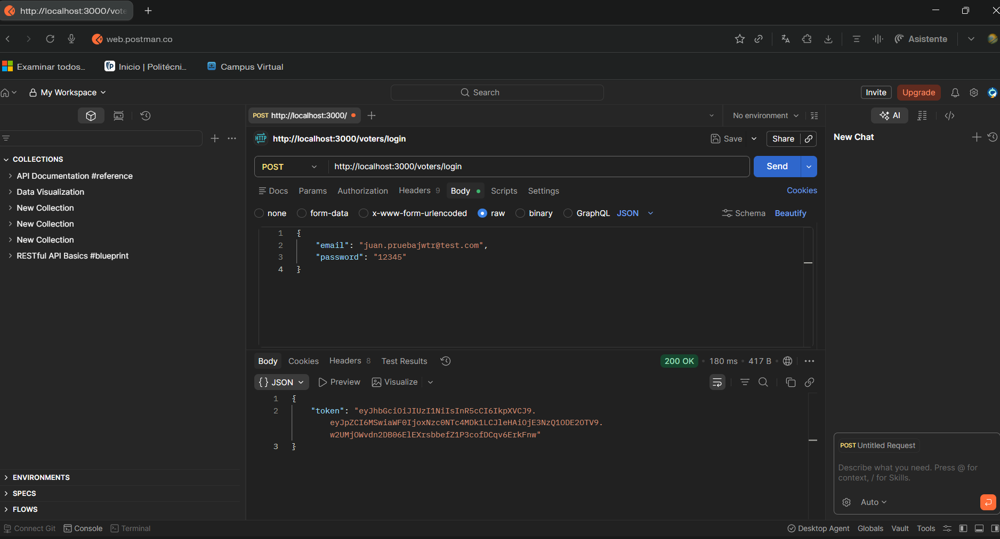 http://localhost:3000/vote
web.postman.co
Asistente
Examinar todos...
Inicio | Politécni...
Campus Virtual
My Workspace
Search
Invite
Upgrade
POST http://localhost:3000/
No environment
AI
HTTP http://localhost:3000/voters/login
Save
Share
New Chat
COLLECTIONS
API Documentation #reference
Data Visualization
New Collection
New Collection
New Collection
RESTful API Basics #blueprint
POST
http://localhost:3000/voters/login
Send
Docs
Params
Authorization
Headers 9
Body
Scripts
Settings
Cookies
none
form-data
x-www-form-urlencoded
raw
binary
GraphQL
JSON
Schema
Beautify
1 {
2 "email": "juan.pruebajwtr@test.com",
3 "password": "12345"
4 }
Body
Cookies
Headers 8
Test Results
200 OK
180 ms
417 B
{} JSON
Preview
Visualize
1 {
2 "token": "eyJhbGciOiJIUzI1NiIsInR5cCI6IkpXVCJ9.
eyJpZCI6MSwiaWF0IjoxNzc0NTc4MDk1LCJleHAiOjE3NzQ1ODE2OTV9.
w2UMjOWvdn2DB06ElEXrsbbefZ1P3cofDCqv6ErkFnw"
3 }
POST Untitled Request
Describe what you need. Press @ for
context, / for Skills.
Auto
ENVIRONMENTS
SPECS
FLOWS
Connect Git
Console
Terminal
Desktop Agent
Globals
Vault
Tools